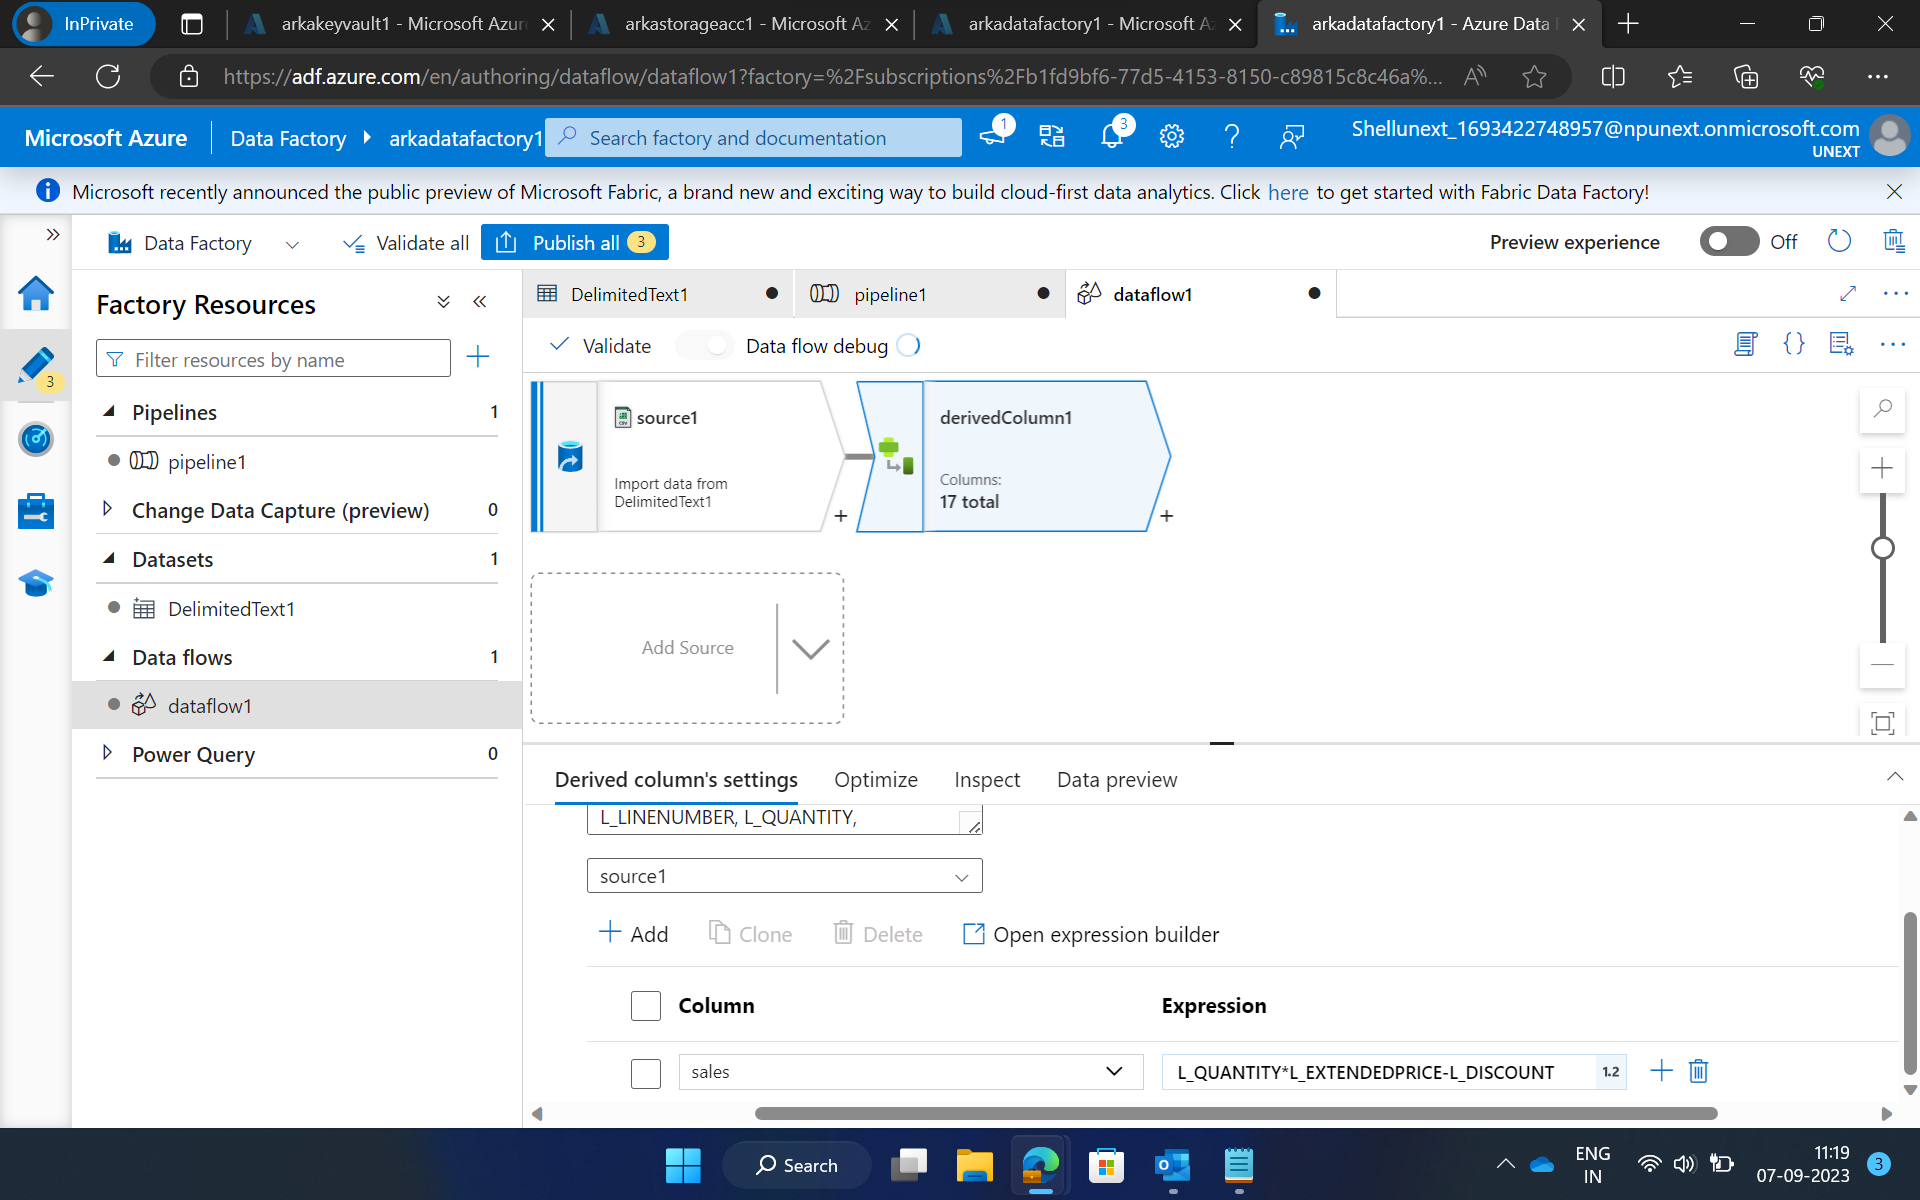 InPrivate
arkakeyvault1 - Microsoft Azur
arkastorageacc1 - Microsoft Az
arkadatafactory1 - Microsoft A
arkadatafactory1 - Azure Data
https://adf.azure.com/en/authoring/dataflow/dataflow1?factory=%2Fsubscriptions%2Fb1fd9bf6-77d5-4153-8150-c89815c8c46a%...
Microsoft Azure
Data Factory
arkadatafactory1
Search factory and documentation
1
3
Shellunext_1693422748957@npunext.onmicrosoft.com
UNEXT
Microsoft recently announced the public preview of Microsoft Fabric, a brand new and exciting way to build cloud-first data analytics. Click here to get started with Fabric Data Factory!
Data Factory
Validate all
Publish all 3
Preview experience
Off
Factory Resources
DelimitedText1
pipeline1
dataflow1
Filter resources by name
Validate
Data flow debug
3
Pipelines 1
pipeline1
Change Data Capture (preview) 0
Datasets 1
DelimitedText1
Data flows 1
dataflow1
Power Query 0
source1
Import data from
DelimitedText1
derivedColumn1
Columns:
17 total
Add Source
Derived column's settings
Optimize
Inspect
Data preview
L_LINENUMBER, L_QUANTITY,
source1
Add
Clone
Delete
Open expression builder
Column
Expression
sales
L_QUANTITY*L_EXTENDEDPRICE-L_DISCOUNT
1.2
Search
ENG
IN
11:19
07-09-2023
3